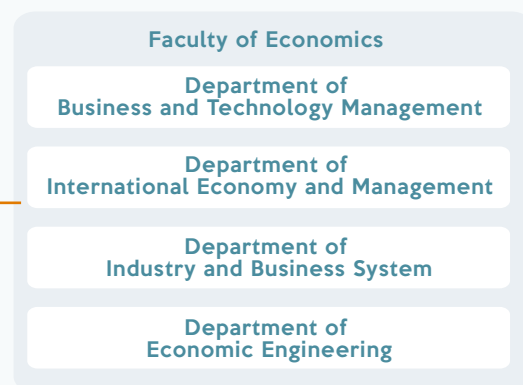 Faculty of Economics
Department of
Business and Technology Management
Department of
International Economy and Management
Department of
Industry and Business System
Department of
Economic Engineering